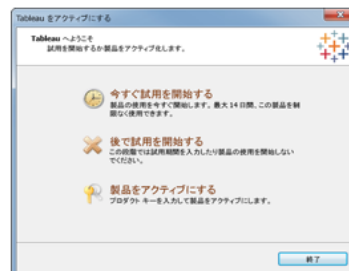 Tableau をアクティブにする
Tableau へようこそ
試用を開始するか製品をアクティブ化します。
今すぐ試用を開始する
製品の使用を今すぐ開始します。最大 14 日間、この製品を制
限なく使用できます。
後で試用を開始する
この段階では試用期間を入力したり製品の使用を開始しない
でください。
製品をアクティブにする
プロダクト キーを入力して製品をアクティブにします。
終了